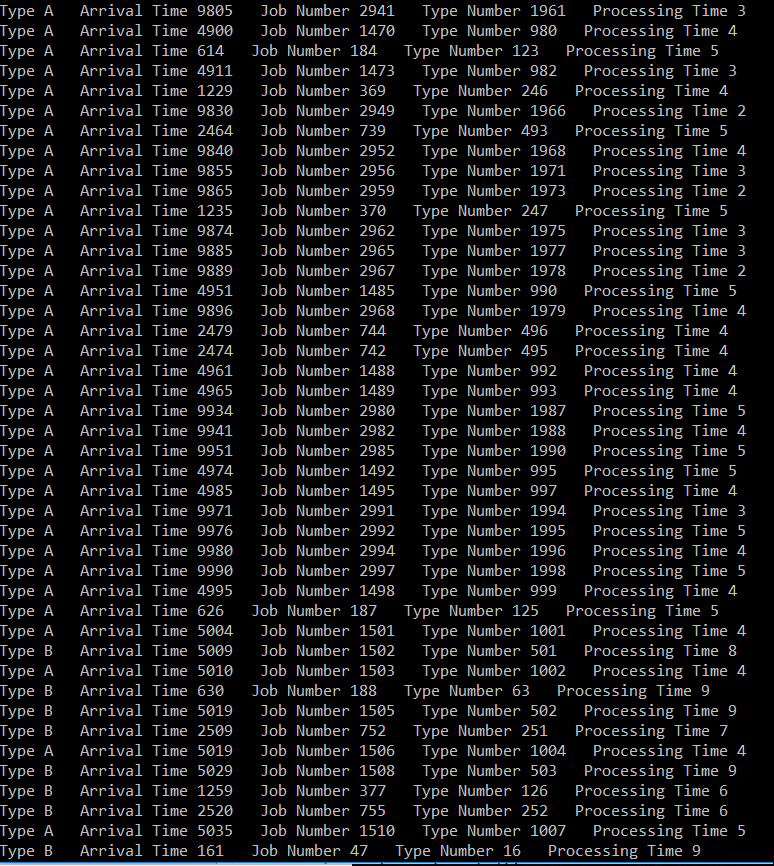 Type A   Arrival Time 9805   Job Number 2941   Type Number 1961   Processing Time 3
Type A   Arrival Time 4900   Job Number 1470   Type Number 980   Processing Time 4
Type A   Arrival Time 614   Job Number 184   Type Number 123   Processing Time 5
Type A   Arrival Time 4911   Job Number 1473   Type Number 982   Processing Time 3
Type A   Arrival Time 1229   Job Number 369   Type Number 246   Processing Time 4
Type A   Arrival Time 9830   Job Number 2949   Type Number 1966   Processing Time 2
Type A   Arrival Time 2464   Job Number 739   Type Number 493   Processing Time 5
Type A   Arrival Time 9840   Job Number 2952   Type Number 1968   Processing Time 4
Type A   Arrival Time 9855   Job Number 2956   Type Number 1971   Processing Time 3
Type A   Arrival Time 9865   Job Number 2959   Type Number 1973   Processing Time 2
Type A   Arrival Time 1235   Job Number 370   Type Number 247   Processing Time 5
Type A   Arrival Time 9874   Job Number 2962   Type Number 1975   Processing Time 3
Type A   Arrival Time 9885   Job Number 2965   Type Number 1977   Processing Time 3
Type A   Arrival Time 9889   Job Number 2967   Type Number 1978   Processing Time 2
Type A   Arrival Time 4951   Job Number 1485   Type Number 990   Processing Time 5
Type A   Arrival Time 9896   Job Number 2968   Type Number 1979   Processing Time 4
Type A   Arrival Time 2479   Job Number 744   Type Number 496   Processing Time 4
Type A   Arrival Time 2474   Job Number 742   Type Number 495   Processing Time 4
Type A   Arrival Time 4961   Job Number 1488   Type Number 992   Processing Time 4
Type A   Arrival Time 4965   Job Number 1489   Type Number 993   Processing Time 4
Type A   Arrival Time 9934   Job Number 2980   Type Number 1987   Processing Time 5
Type A   Arrival Time 9941   Job Number 2982   Type Number 1988   Processing Time 4
Type A   Arrival Time 9951   Job Number 2985   Type Number 1990   Processing Time 5
Type A   Arrival Time 4974   Job Number 1492   Type Number 995   Processing Time 5
Type A   Arrival Time 4985   Job Number 1495   Type Number 997   Processing Time 4
Type A   Arrival Time 9971   Job Number 2991   Type Number 1994   Processing Time 3
Type A   Arrival Time 9976   Job Number 2992   Type Number 1995   Processing Time 5
Type A   Arrival Time 9980   Job Number 2994   Type Number 1996   Processing Time 4
Type A   Arrival Time 9990   Job Number 2997   Type Number 1998   Processing Time 5
Type A   Arrival Time 4995   Job Number 1498   Type Number 999   Processing Time 4
Type A   Arrival Time 626   Job Number 187   Type Number 125   Processing Time 5
Type A   Arrival Time 5004   Job Number 1501   Type Number 1001   Processing Time 4
Type B   Arrival Time 5009   Job Number 1502   Type Number 501   Processing Time 8
Type A   Arrival Time 5010   Job Number 1503   Type Number 1002   Processing Time 4
Type B   Arrival Time 630   Job Number 188   Type Number 63   Processing Time 9
Type B   Arrival Time 5019   Job Number 1505   Type Number 502   Processing Time 9
Type B   Arrival Time 2509   Job Number 752   Type Number 251   Processing Time 7
Type A   Arrival Time 5019   Job Number 1506   Type Number 1004   Processing Time 4
Type B   Arrival Time 5029   Job Number 1508   Type Number 503   Processing Time 9
Type B   Arrival Time 1259   Job Number 377   Type Number 126   Processing Time 6
Type B   Arrival Time 2520   Job Number 755   Type Number 252   Processing Time 6
Type A   Arrival Time 5035   Job Number 1510   Type Number 1007   Processing Time 5
Type B   Arrival Time 161   Job Number 47   Type Number 16   Processing Time 9